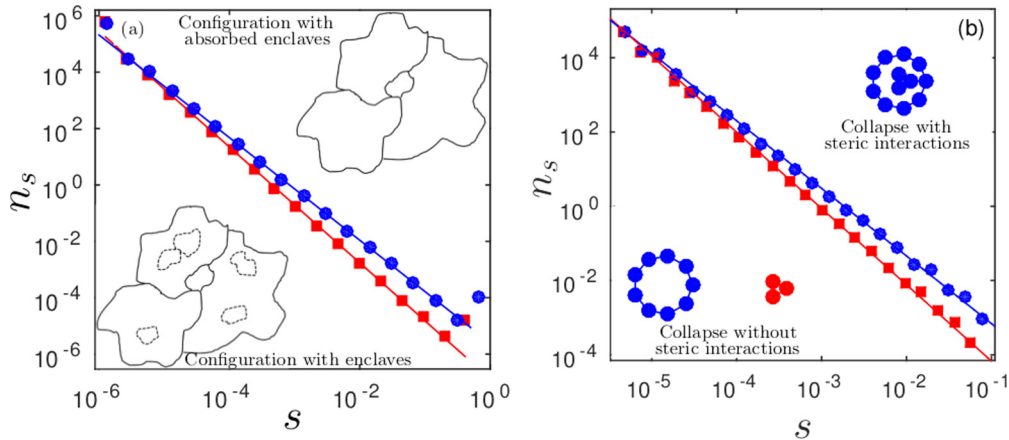 (a)
Configuration with
absorbed enclaves
Configuration with enclaves
n_s
10^6
10^4
10^2
10^0
10^-2
10^-4
10^-6
10^-6
10^-4
10^-2
10^0
s
(b)
Collapse with
steric interactions
Collapse without
steric interactions
n_s
10^4
10^2
10^0
10^-2
10^-4
10^-5
10^-4
10^-3
10^-2
10^-1
s